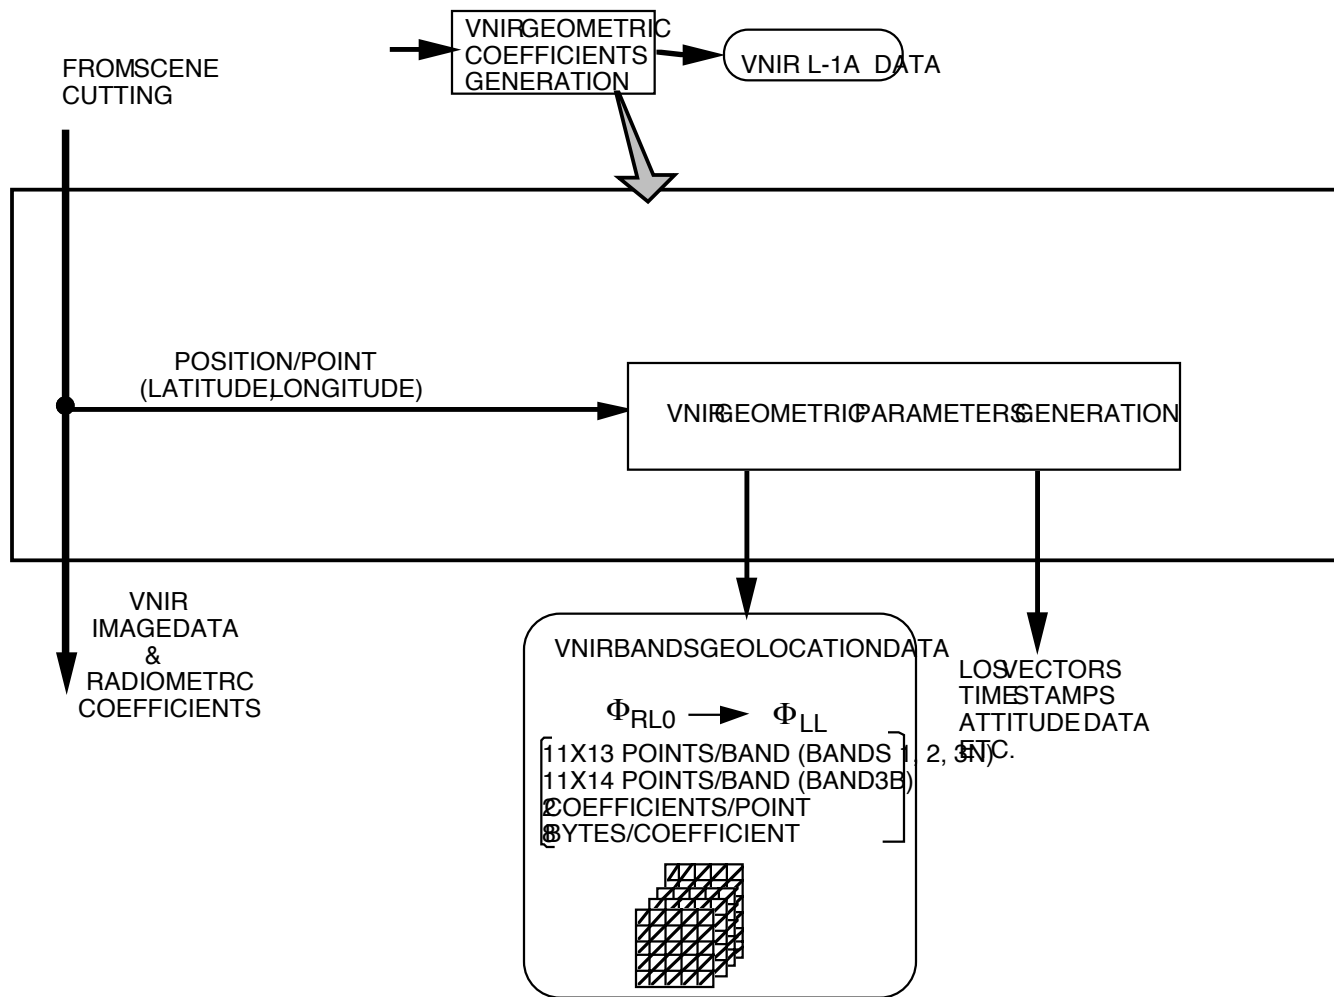 VNIR GEOMETRIC
COEFFICIENTS
GENERATION
VNIR L-1A DATA
FROM SCENE
CUTTING
POSITION/POINT
(LATITUDE, LONGITUDE)
VNIR GEOMETRIC PARAMETERS GENERATION
VNIR
IMAGE DATA
&
RADIOMETRC
COEFFICIENTS
VNIR BANDS GEOLOCATION DATA
ΦRL0 → ΦLL
11X13 POINTS/BAND (BANDS 1, 2, 3N)
11X14 POINTS/BAND (BAND 3B)
2 COEFFICIENTS/POINT
8 BYTES/COEFFICIENT
LOS VECTORS
TIME STAMPS
ATTITUDE DATA
ETC.